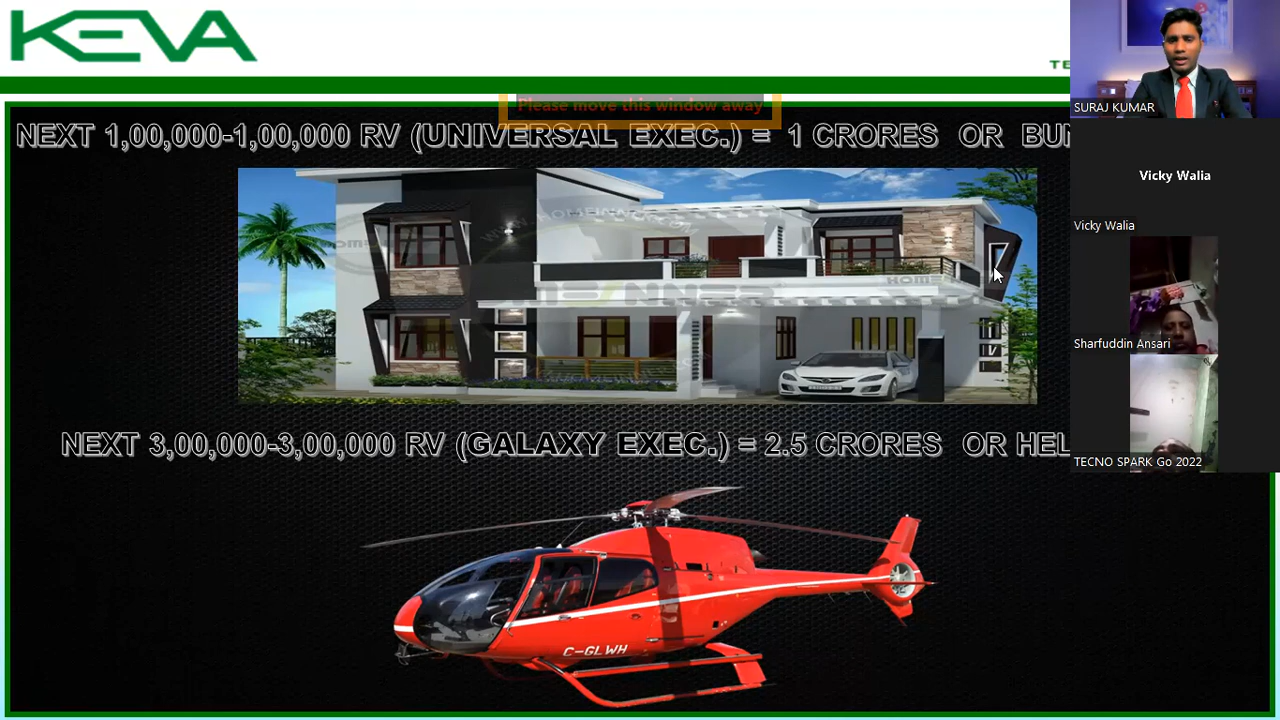 KEVA
TE
Please move this window away
SURAJ KUMAR
NEXT 1,00,000-1,00,000 RV (UNIVERSAL EXEC.) = 1 CRORES OR BUN
Vicky Walia
Vicky Walia
HOME
Sharfuddin Ansari
NEXT 3,00,000-3,00,000 RV (GALAXY EXEC.) = 2.5 CRORES OR HEL
TECNO SPARK Go 2022
C-GLWH